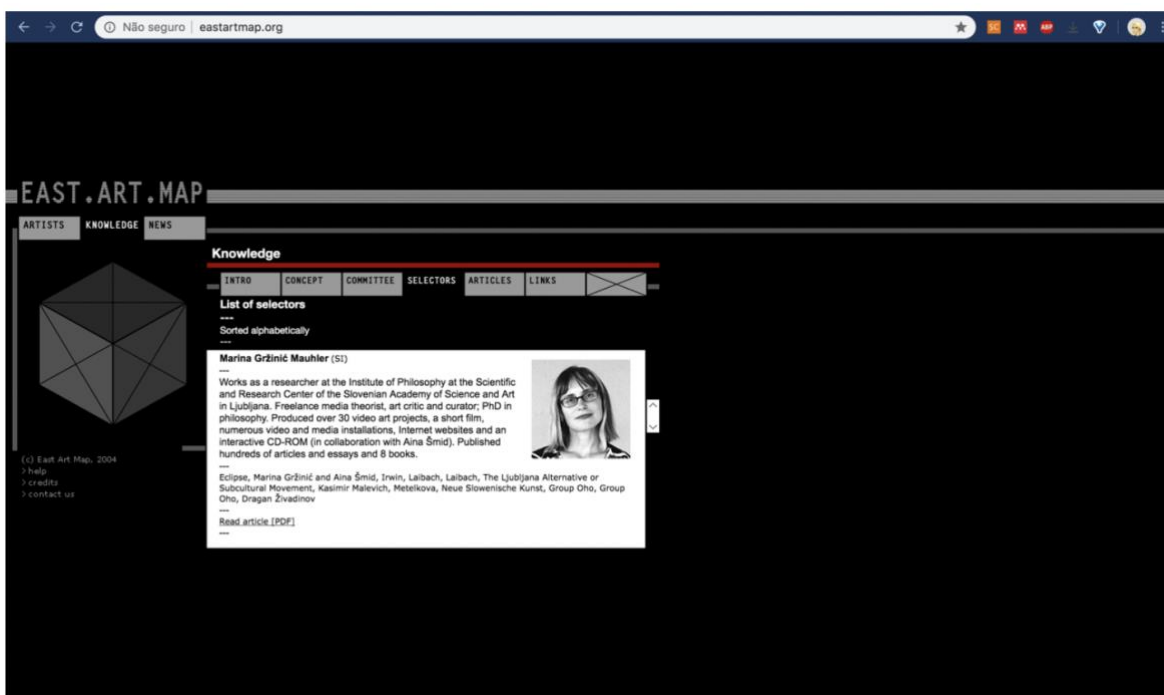 Não seguro | eastartmap.org
SC
ABP
EAST.ART.MAP
ARTISTS KNOWLEDGE NEWS
Knowledge
INTRO CONCEPT COMMITTEE SELECTORS ARTICLES LINKS
List of selectors
---
Sorted alphabetically
---
Marina Gržinić Mauhler (SI)
---
Works as a researcher at the Institute of Philosophy at the Scientific
and Research Center of the Slovenian Academy of Science and Art
in Ljubljana. Freelance media theorist, art critic and curator; PhD in
philosophy. Produced over 30 video art projects, a short film,
numerous video and media installations, Internet websites and an
interactive CD-ROM (in collaboration with Aina Šmid). Published
hundreds of articles and essays and 8 books.
---
Eclipse, Marina Gržinić and Aina Šmid, Irwin, Laibach, Laibach, The Ljubljana Alternative or
Subcultural Movement, Kasimir Malevich, Metelkova, Neue Slowenische Kunst, Group Oho, Group
Oho, Dragan Živadinov
---
Read article [PDF]
---
(c) East Art Map, 2004
> help
> credits
> contact us